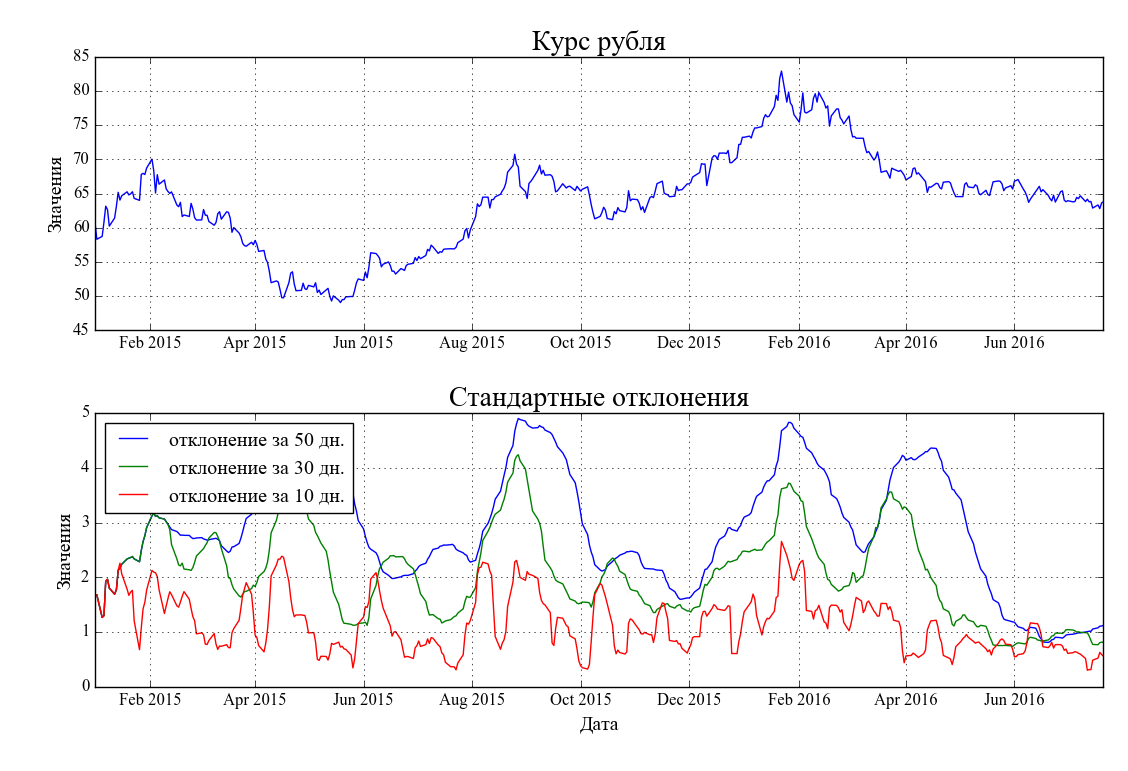 Курс рубля
85
80
75
70
65
60
55
50
45
Значения
Feb 2015 Apr 2015 Jun 2015 Aug 2015 Oct 2015 Dec 2015 Feb 2016 Apr 2016 Jun 2016
Стандартные отклонения
5
4
3
2
1
0
Значения
отклонение за 50 дн.
отклонение за 30 дн.
отклонение за 10 дн.
Feb 2015 Apr 2015 Jun 2015 Aug 2015 Oct 2015 Dec 2015 Feb 2016 Apr 2016 Jun 2016
Дата